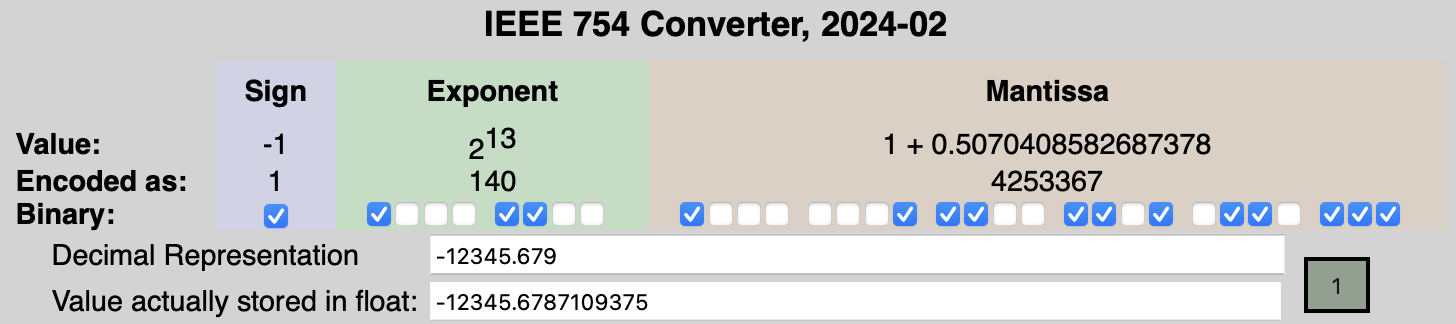 IEEE 754 Converter, 2024-02
Sign Exponent Mantissa
Value: -1 2^13 1 + 0.5070408582687378
Encoded as: 1 140 4253367
Binary:
Decimal Representation -12345.679
Value actually stored in float: -12345.6787109375 1